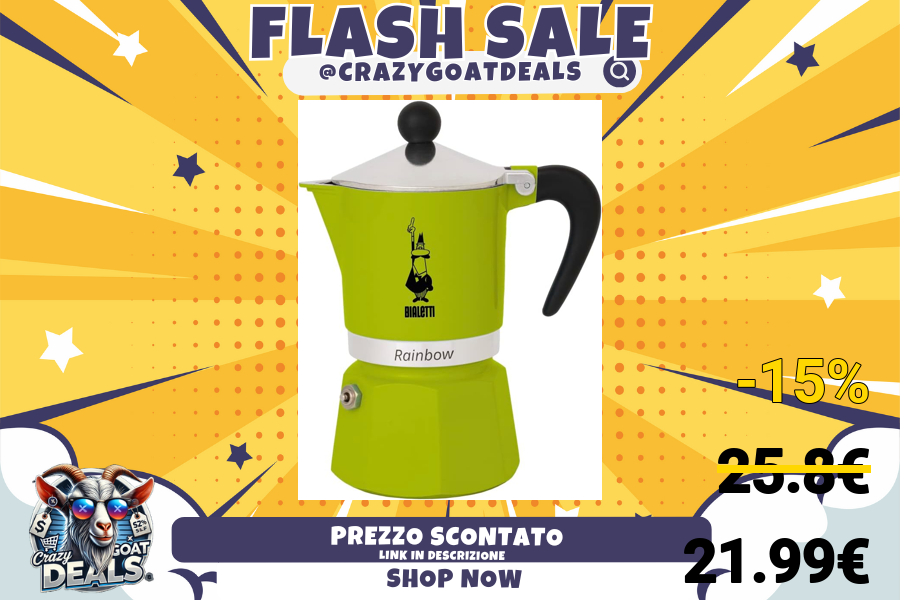 FLASH SALE
@CRAZYGOATDEALS
BIALETTI
Rainbow
-15%
25.8€
21.99€
PREZZO SCONTATO
LINK IN DESCRIZIONE
SHOP NOW
$
52%
Crazy
GOAT
DEALS